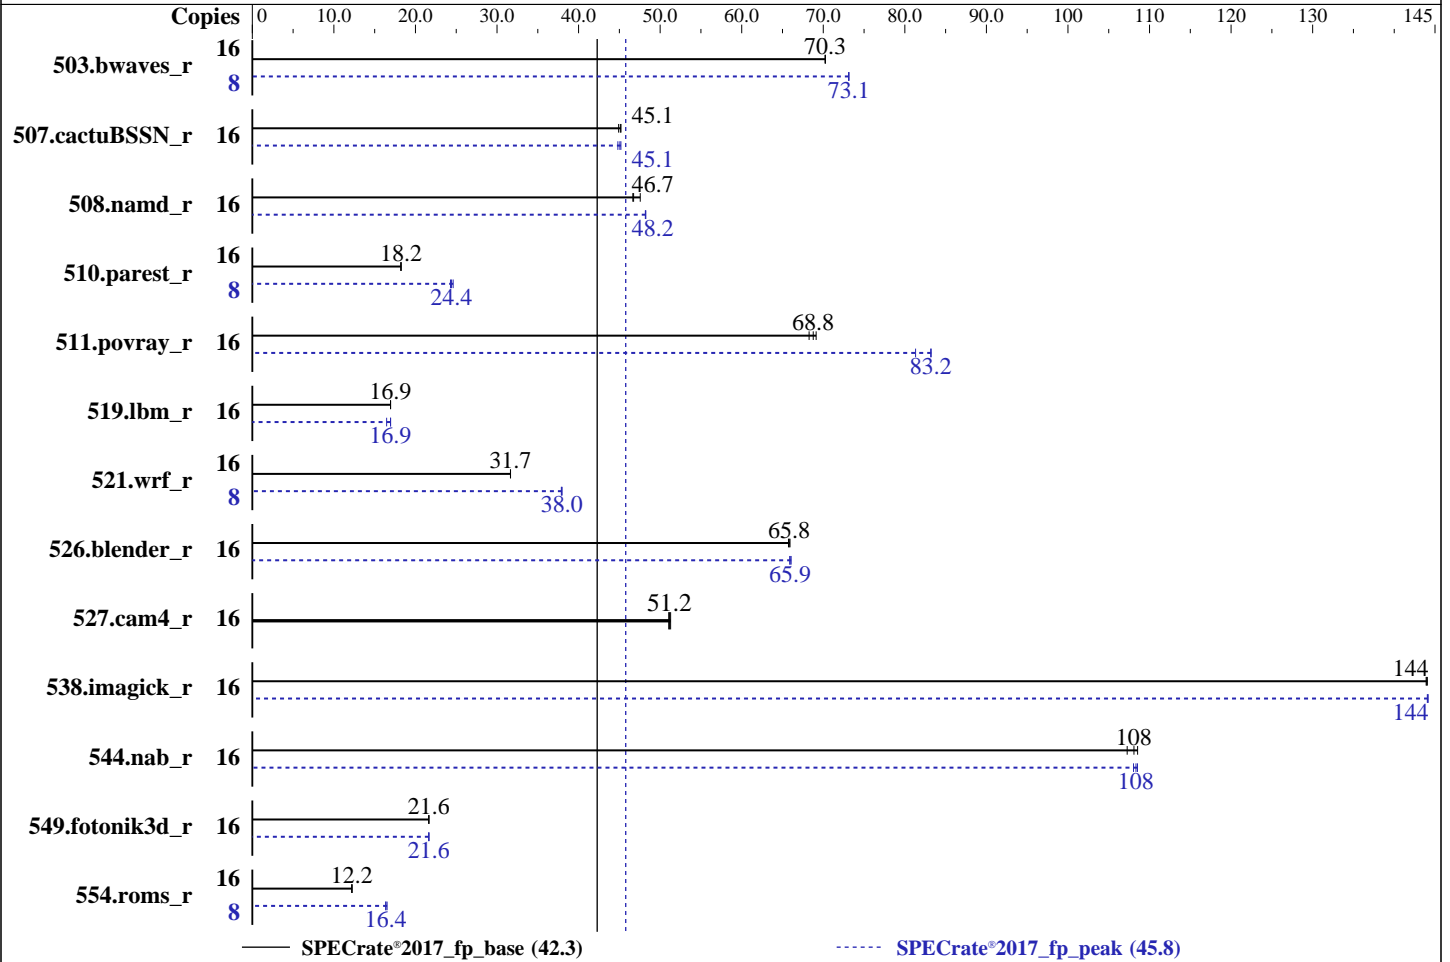 Copies 0 10.0 20.0 30.0 40.0 50.0 60.0 70.0 80.0 90.0 100 110 120 130 145
503.bwaves_r 16 70.3
8 73.1
507.cactuBSSN_r 16 45.1
45.1
508.namd_r 16 46.7
48.2
510.parest_r 16 18.2
8 24.4
511.povray_r 16 68.8
83.2
519.lbm_r 16 16.9
16.9
521.wrf_r 16 31.7
8 38.0
526.blender_r 16 65.8
65.9
527.cam4_r 16 51.2
538.imagick_r 16 144
144
544.nab_r 16 108
108
549.fotonik3d_r 16 21.6
21.6
554.roms_r 16 12.2
8 16.4
SPECrate®2017_fp_base (42.3) SPECrate®2017_fp_peak (45.8)